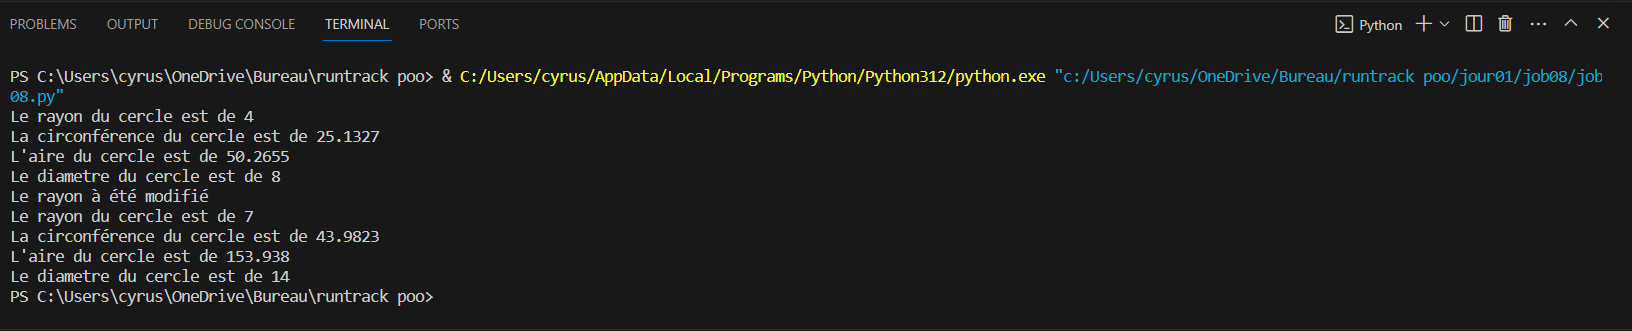 PROBLEMS OUTPUT DEBUG CONSOLE TERMINAL PORTS Python
PS C:\Users\cyrus\OneDrive\Bureau\runtrack poo> & C:/Users/cyrus/AppData/Local/Programs/Python/Python312/python.exe "c:/Users/cyrus/OneDrive/Bureau/runtrack poo/jour01/job08/job
08.py"
Le rayon du cercle est de 4
La circonférence du cercle est de 25.1327
L'aire du cercle est de 50.2655
Le diametre du cercle est de 8
Le rayon à été modifié
Le rayon du cercle est de 7
La circonférence du cercle est de 43.9823
L'aire du cercle est de 153.938
Le diametre du cercle est de 14
PS C:\Users\cyrus\OneDrive\Bureau\runtrack poo>